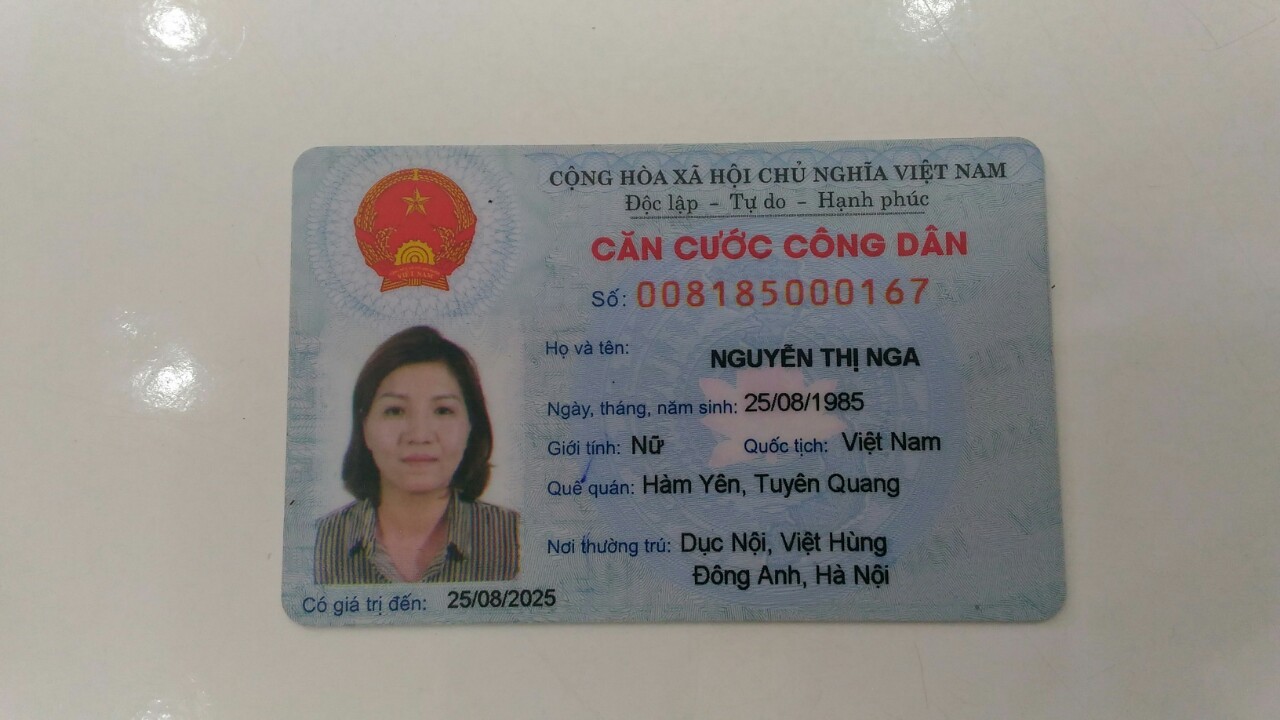 CỘNG HÒA XÃ HỘI CHỦ NGHĨA VIỆT NAM
Độc lập - Tự do - Hạnh phúc
CĂN CƯỚC CÔNG DÂN
Số: 008185000167
Họ và tên: NGUYỄN THỊ NGA
Ngày, tháng, năm sinh: 25/08/1985
Giới tính: Nữ Quốc tịch: Việt Nam
Quê quán: Hàm Yên, Tuyên Quang
Nơi thường trú: Dục Nội, Việt Hùng
Đông Anh, Hà Nội
Có giá trị đến: 25/08/2025
VIỆT NAM